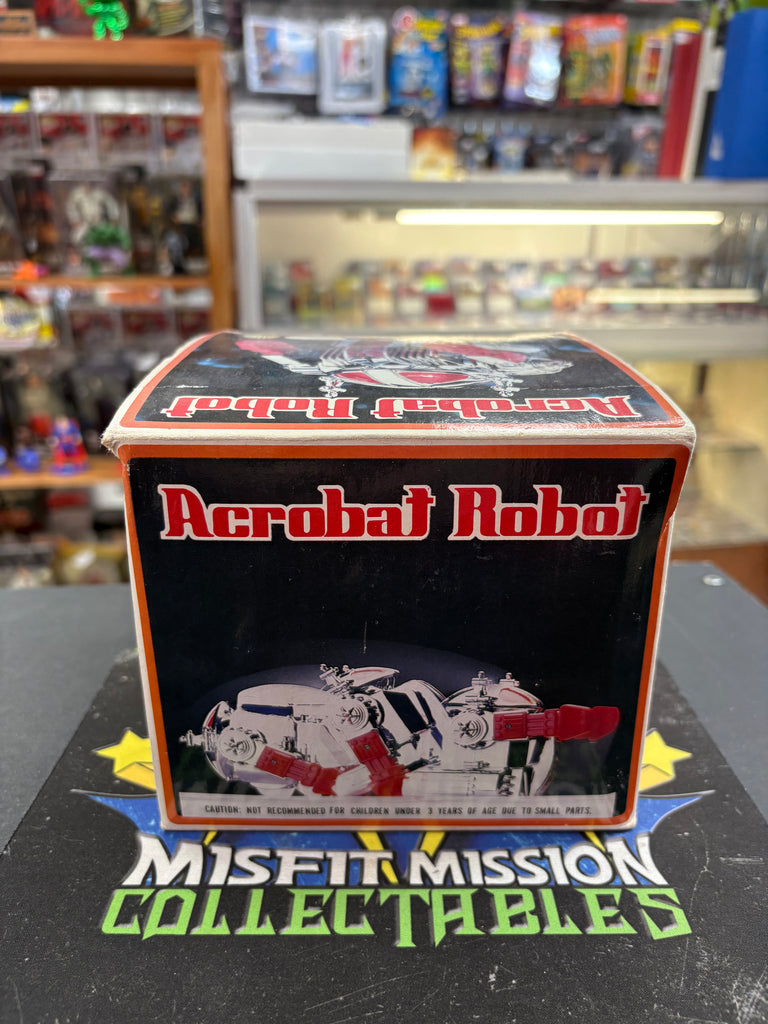 Acrobat Robot
Acrobat Robot
CAUTION: NOT RECOMMENDED FOR CHILDREN UNDER 3 YEARS OF AGE DUE TO SMALL PARTS.
MISFIT MISSION
COLLECTABLES